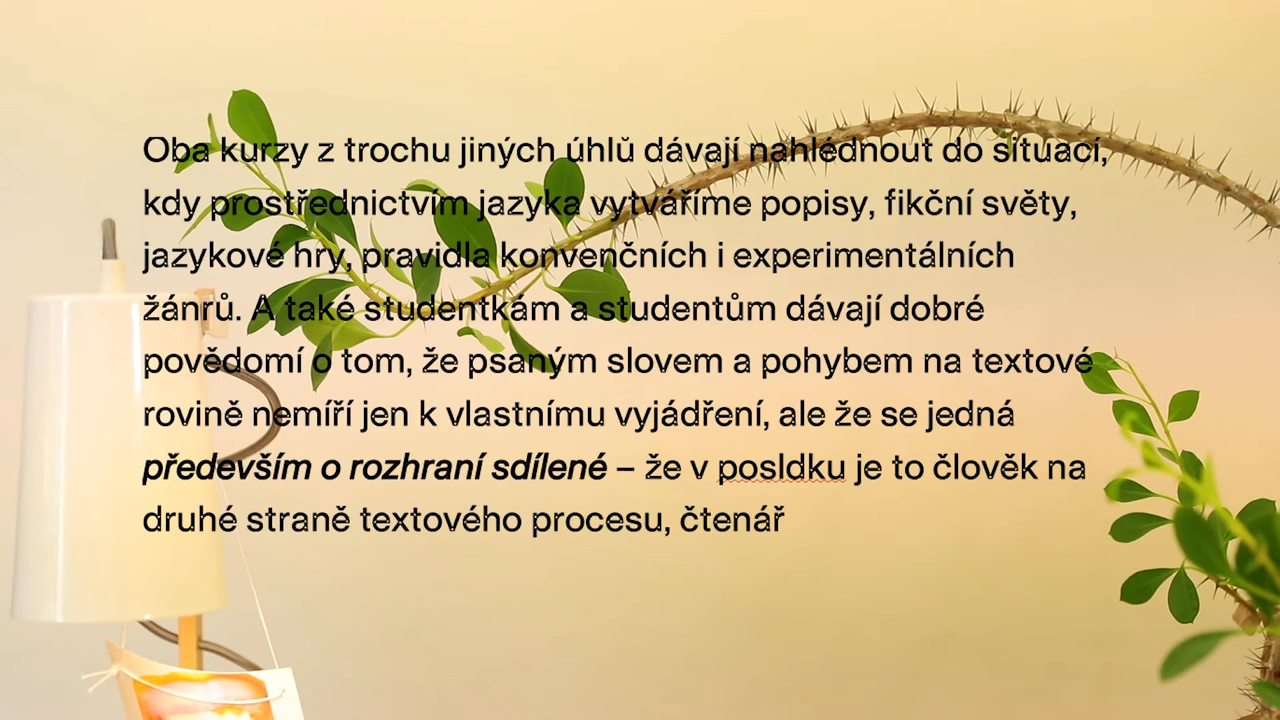 Oba kurzy z trochu jiných úhlů dávají nahlédnout do situací,
kdy prostřednictvím jazyka vytváříme popisy, fikční světy,
jazykové hry, pravidla konvenčních i experimentálních
žánrů. A také studentkám a studentům dávají dobré
povědomí o tom, že psaným slovem a pohybem na textové
rovině nemíří jen k vlastnímu vyjádření, ale že se jedná
především o rozhraní sdílené – že v posldku je to člověk na
druhé straně textového procesu, čtenář